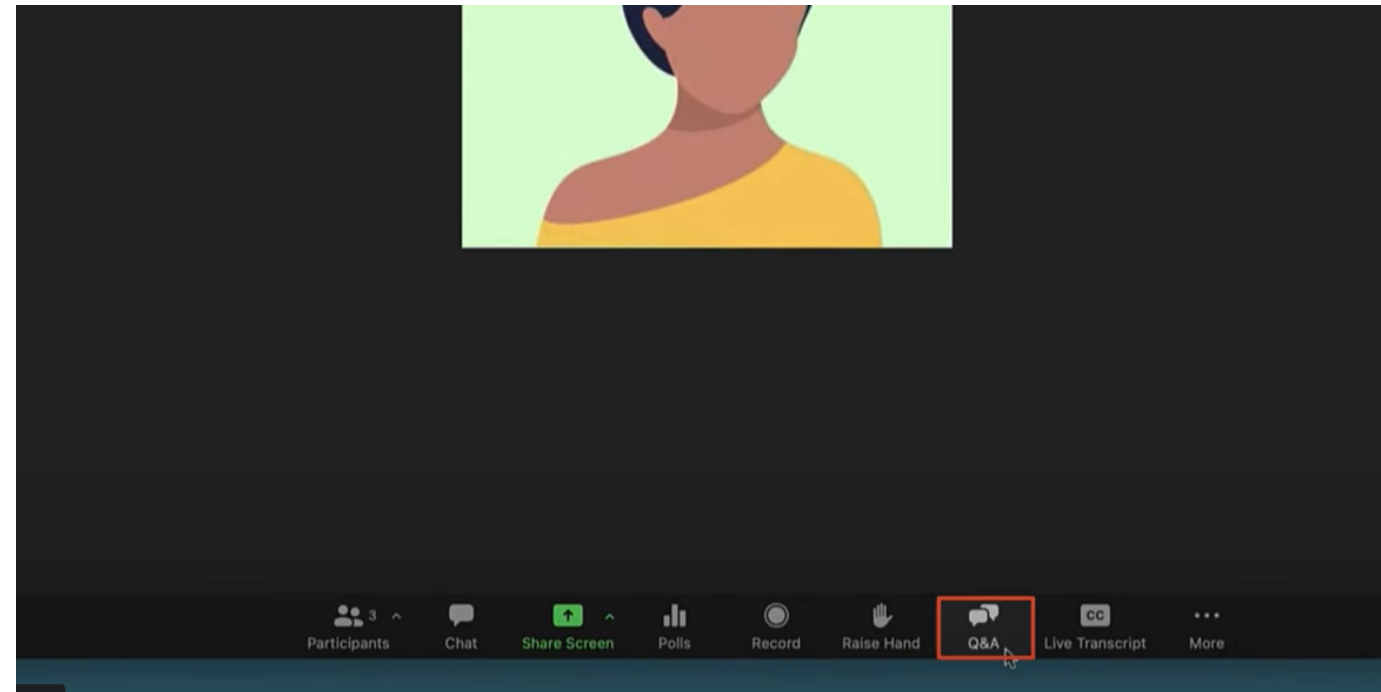 3
Participants
Chat
Share Screen
Polls
Record
Raise Hand
Q&A
CC
Live Transcript
More